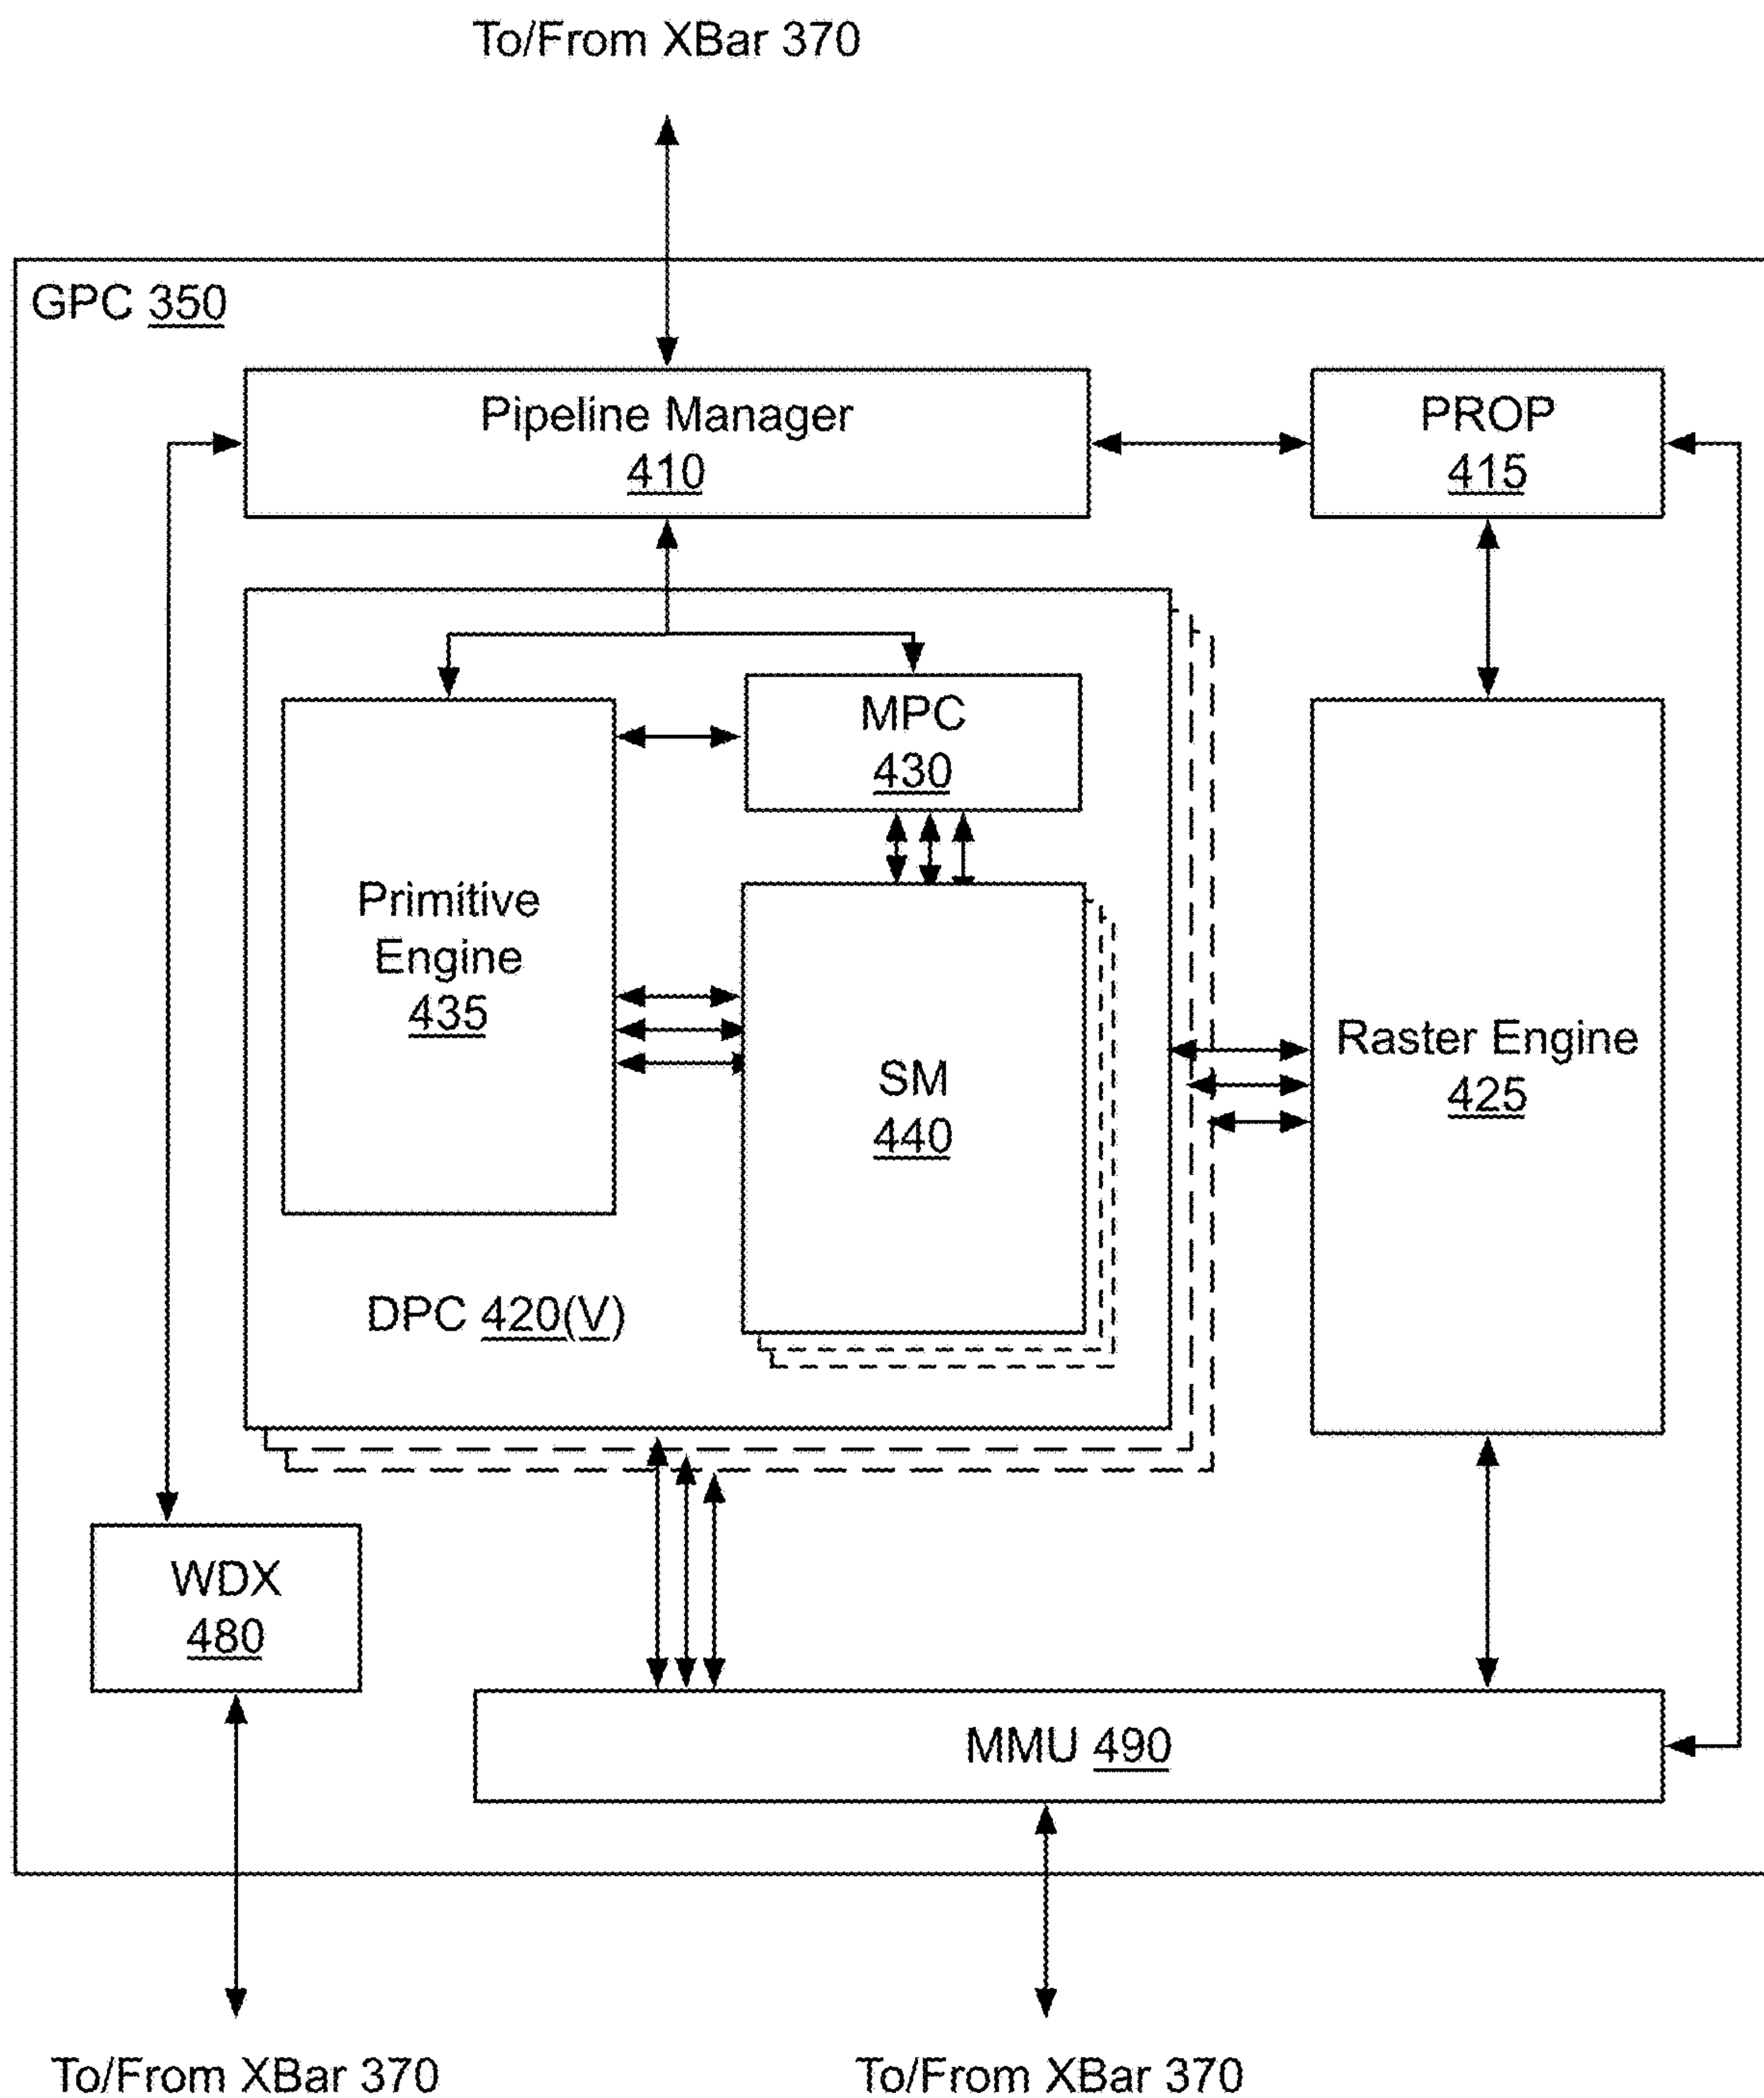 To/From XBar 370
GPC 350
Pipeline Manager
410
PROP
415
MPC
430
Primitive
Engine
435
SM
440
Raster Engine
425
DPC 420(V)
WDX
480
MMU 490
To/From XBar 370
To/From XBar 370